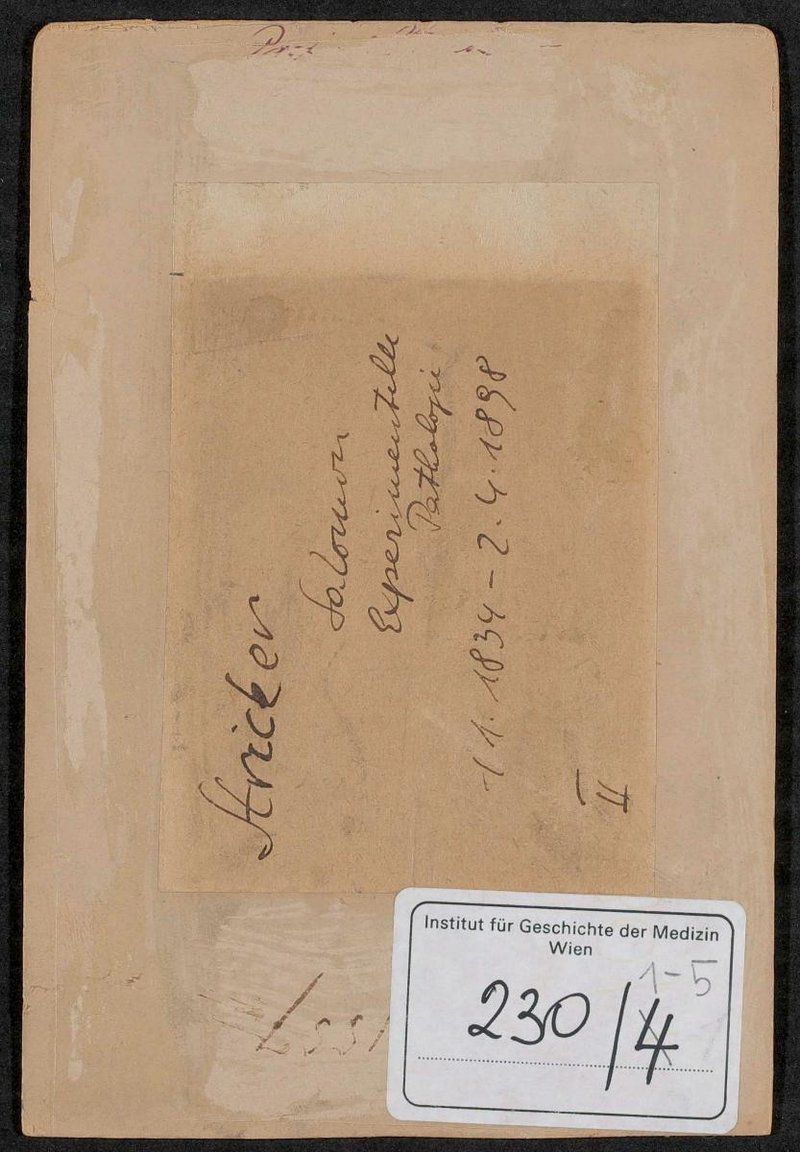 Stricker
Salomon
Experimentelle
Pathologie
1 1. 1834 – 2. 4. 1898
Institut für Geschichte der Medizin
Wien
1-5
230/4